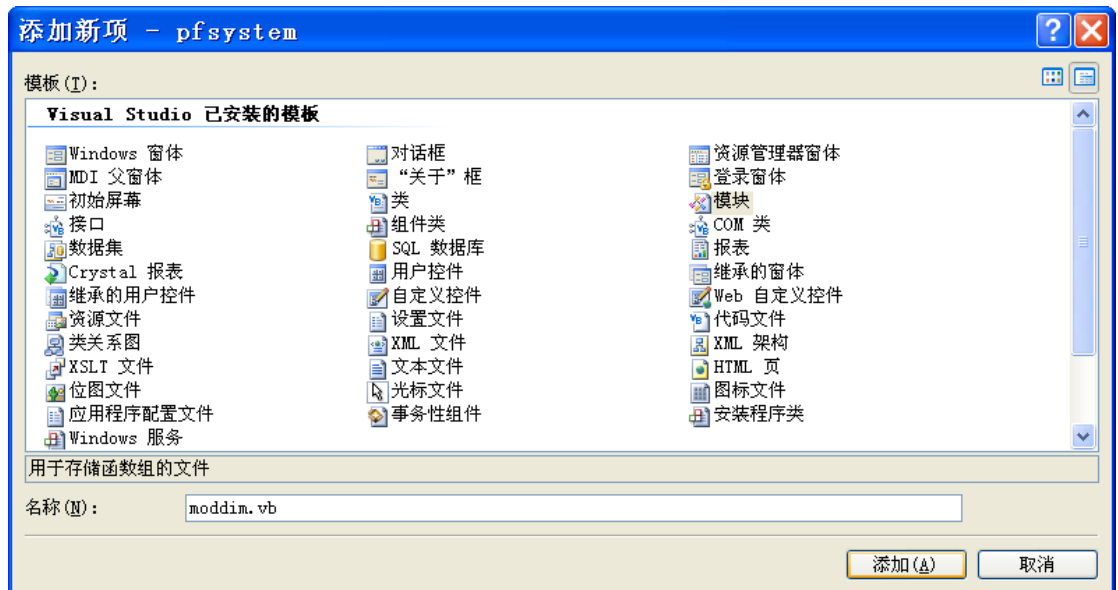 添加新项 - pfsystem
模板(T):
Visual Studio 已安装的模板
Windows 窗体 对话框 资源管理器窗体
MDI 父窗体 “关于”框 登录窗体
初始屏幕 类 模块
接口 组件类 COM 类
数据集 SQL 数据库 报表
Crystal 报表 用户控件 继承的窗体
继承的用户控件 自定义控件 Web 自定义控件
资源文件 设置文件 代码文件
类关系图 XML 文件 XML 架构
XSLT 文件 文本文件 HTML 页
位图文件 光标文件 图标文件
应用程序配置文件 事务性组件 安装程序类
Windows 服务
用于存储函数组的文件
名称(N): moddim.vb
添加(A) 取消